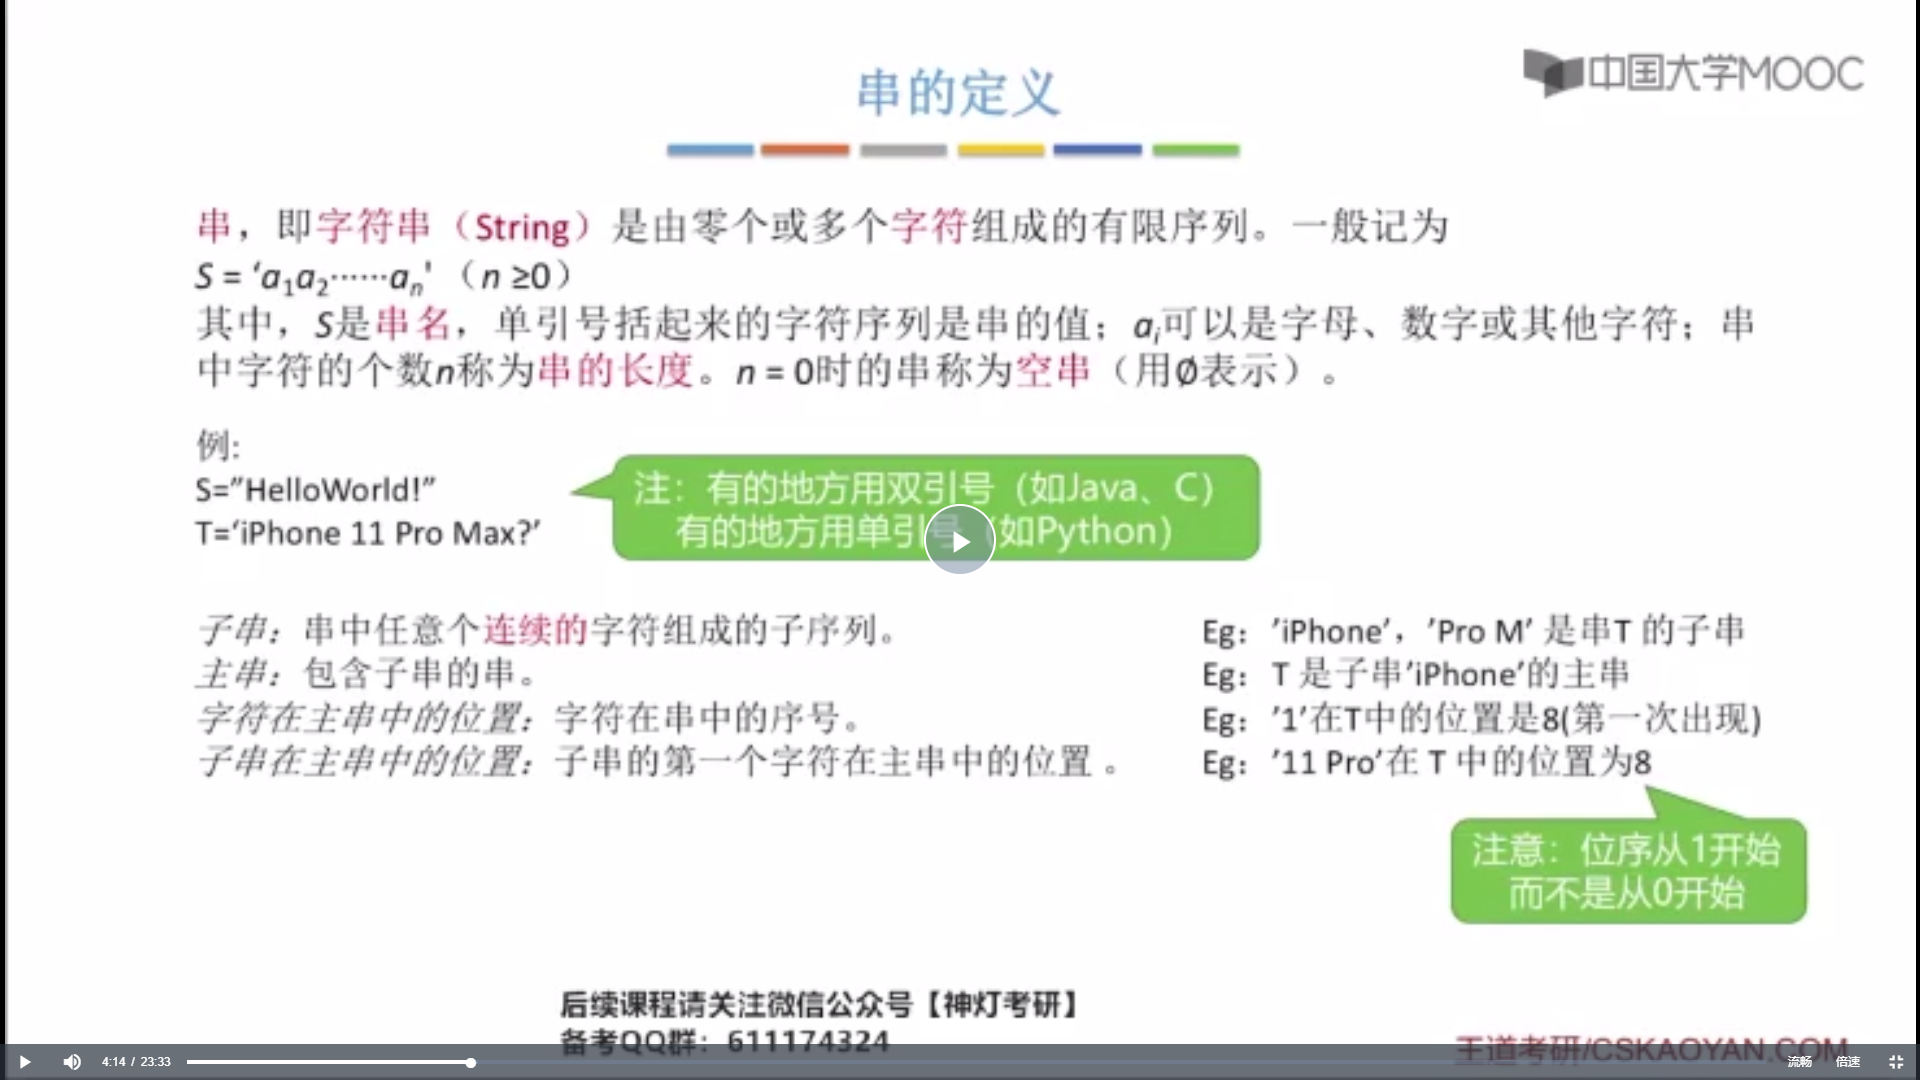 中国大学MOOC
串的定义
串，即字符串（String）是由零个或多个字符组成的有限序列。一般记为
S = ‘a₁a₂······aₙ' （n ≥0）
其中，S是串名，单引号括起来的字符序列是串的值；aᵢ可以是字母、数字或其他字符；串
中字符的个数n称为串的长度。n = 0时的串称为空串（用∅表示）。
例:
S=”HelloWorld!”
T=‘iPhone 11 Pro Max?’
注：有的地方用双引号（如Java、C）
有的地方用单引号（如Python）
子串：串中任意个连续的字符组成的子序列。
Eg：’iPhone’，’Pro M’ 是串T 的子串
主串：包含子串的串。
Eg：T 是子串’iPhone’的主串
字符在主串中的位置：字符在串中的序号。
Eg：’1’在T中的位置是8(第一次出现)
子串在主串中的位置：子串的第一个字符在主串中的位置 。
Eg：’11 Pro’在 T 中的位置为8
注意：位序从1开始
而不是从0开始
后续课程请关注微信公众号【神灯考研】
备考QQ群：611174324
王道考研/CSKAOYAN.COM
4:14 / 23:33
流畅
倍速